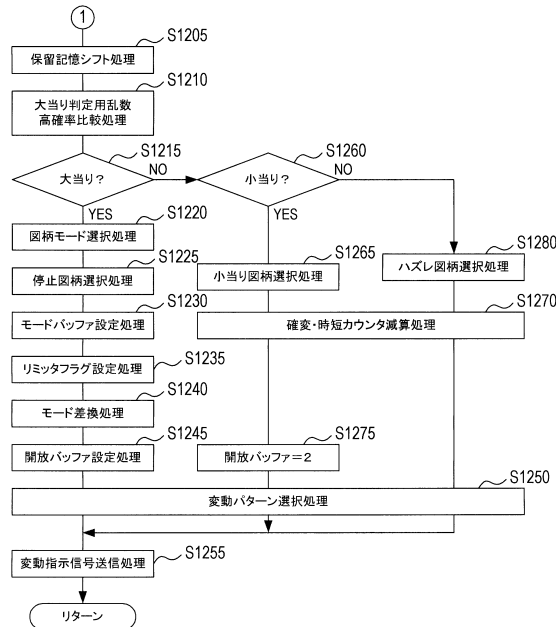 1
S1205
保留記憶シフト処理
S1210
大当り判定用乱数
高確率比較処理
S1215
大当り?
NO
YES
S1260
小当り?
NO
YES
S1220
図柄モード選択処理
S1225
停止図柄選択処理
S1265
小当り図柄選択処理
S1280
ハズレ図柄選択処理
S1230
モードバッファ設定処理
S1270
確変・時短カウンタ減算処理
S1235
リミッタフラグ設定処理
S1240
モード差換処理
S1245
開放バッファ設定処理
S1275
開放バッファ=2
S1250
変動パターン選択処理
S1255
変動指示信号送信処理
リターン